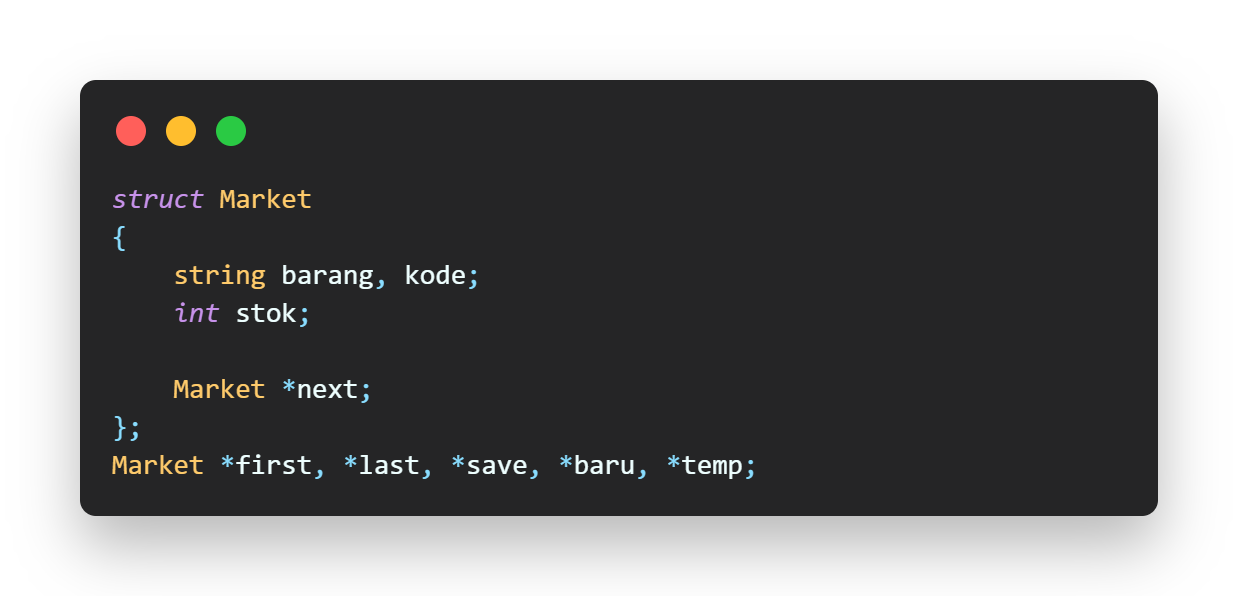 struct Market
{
    string barang, kode;
    int stok;

    Market *next;
};
Market *first, *last, *save, *baru, *temp;